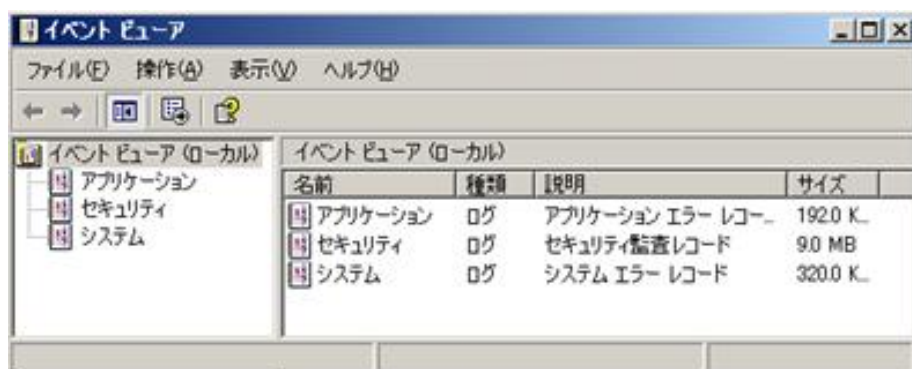 イベント ビューア
ファイル(F) 操作(A) 表示(V) ヘルプ(H)
イベント ビューア (ローカル)
アプリケーション
セキュリティ
システム
イベント ビューア (ローカル)
名前 種類 説明 サイズ
アプリケーション ログ アプリケーション エラー レコー... 192.0 K...
セキュリティ ログ セキュリティ監査レコード 9.0 MB
システム ログ システム エラー レコード 320.0 K...